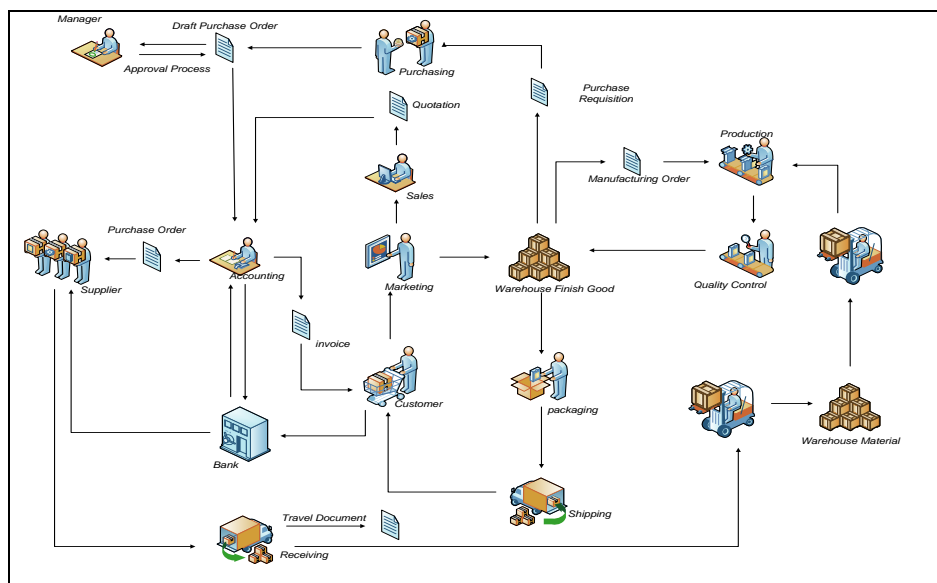 Manager
Draft Purchase Order
Approval Process
Purchasing
Purchase
Requisition
Quotation
Production
Manufacturing Order
Sales
Purchase Order
Supplier
Accounting
Marketing
Warehouse Finish Good
Quality Control
invoice
Customer
packaging
Warehouse Material
Bank
Travel Document
Shipping
Receiving